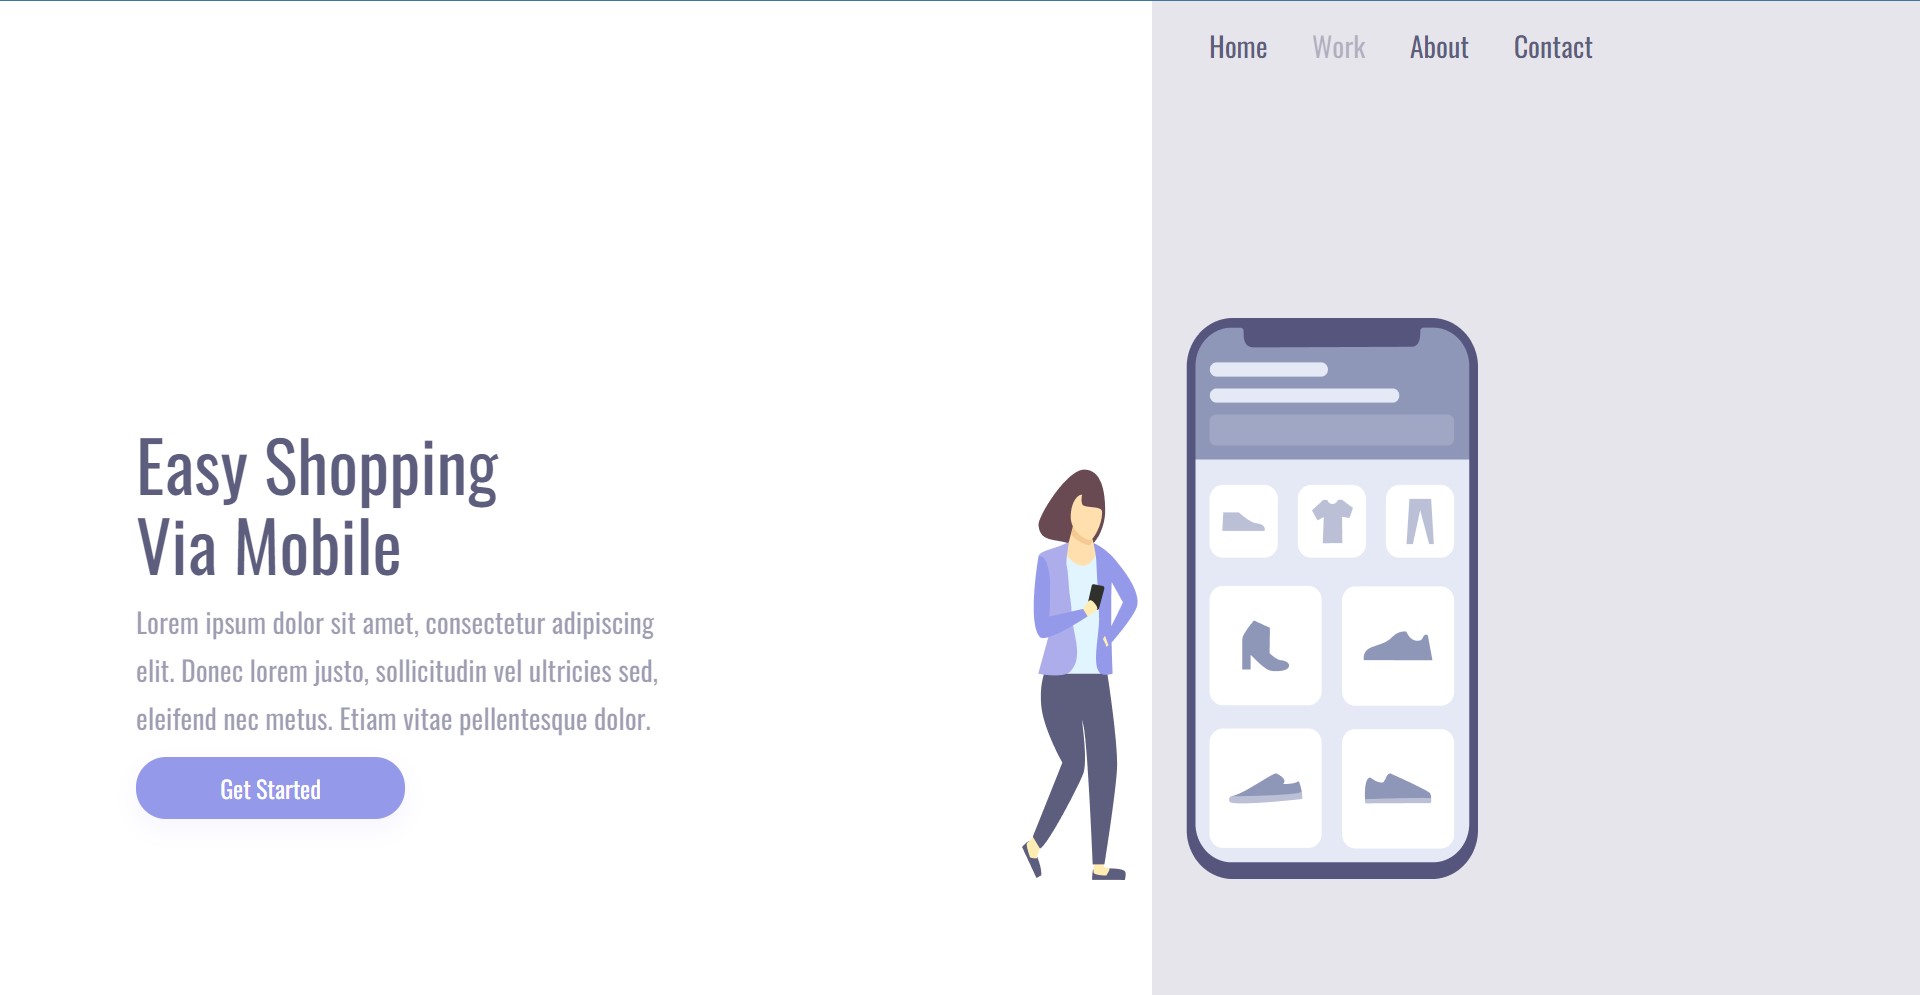 Home Work About Contact
Easy Shopping
Via Mobile
Lorem ipsum dolor sit amet, consectetur adipiscing
elit. Donec lorem justo, sollicitudin vel ultricies sed,
eleifend nec metus. Etiam vitae pellentesque dolor.
Get Started